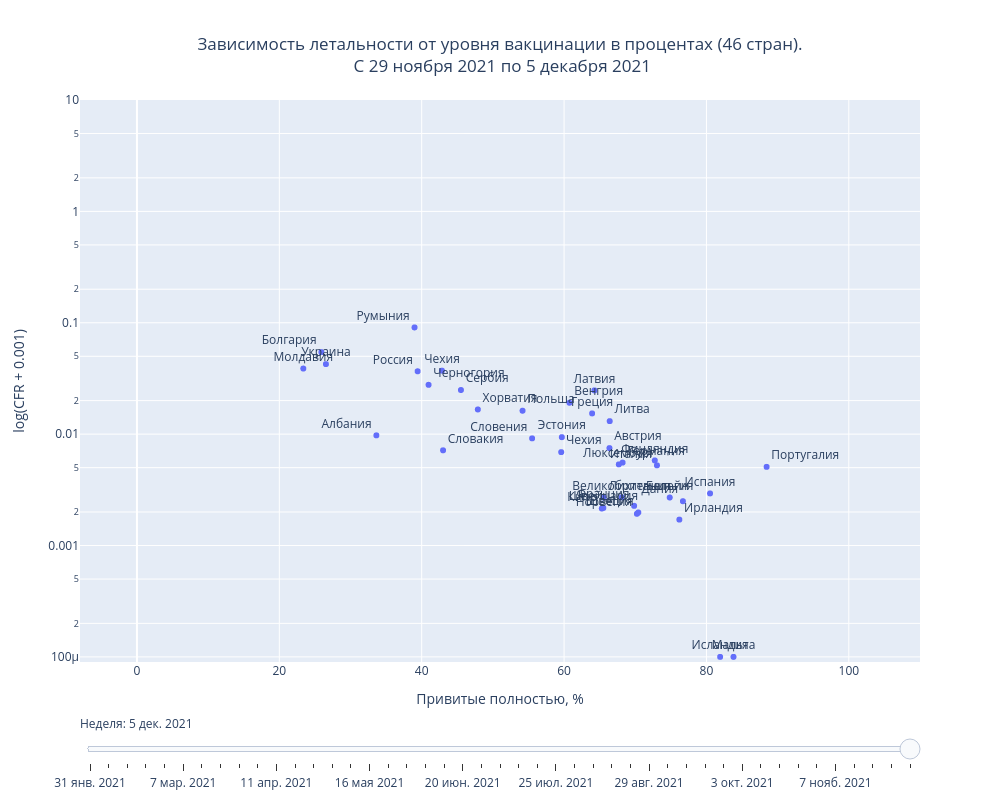 Зависимость летальности от уровня вакцинации в процентах (46 стран).
С 29 ноября 2021 по 5 декабря 2021
10
5
2
1
5
2
0.1
5
2
0.01
5
2
0.001
5
2
100μ
log(CFR + 0.001)
Румыния
Болгария
Украина
Молдавия
Россия
Чехия
Черногория
Сербия
Латвия
Венгрия
Хорватия
Польша
Греция
Литва
Албания
Словения
Эстония
Словакия
Чехия
Австрия
Португалия
Испания
Дания
Ирландия
Мальта
0
20
40
60
80
100
Привитые полностью, %
Неделя: 5 дек. 2021
31 янв. 2021
7 мар. 2021
11 апр. 2021
16 мая 2021
20 июн. 2021
25 июл. 2021
29 авг. 2021
3 окт. 2021
7 нояб. 2021